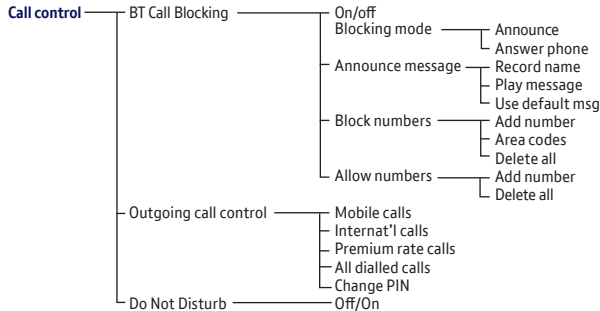 Call control BT Call Blocking On/off
Blocking mode Announce
Answer phone
Announce message Record name
Play message
Use default msg
Block numbers Add number
Area codes
Delete all
Allow numbers Add number
Delete all
Outgoing call control Mobile calls
Internat'l calls
Premium rate calls
All dialled calls
Change PIN
Do Not Disturb Off/On